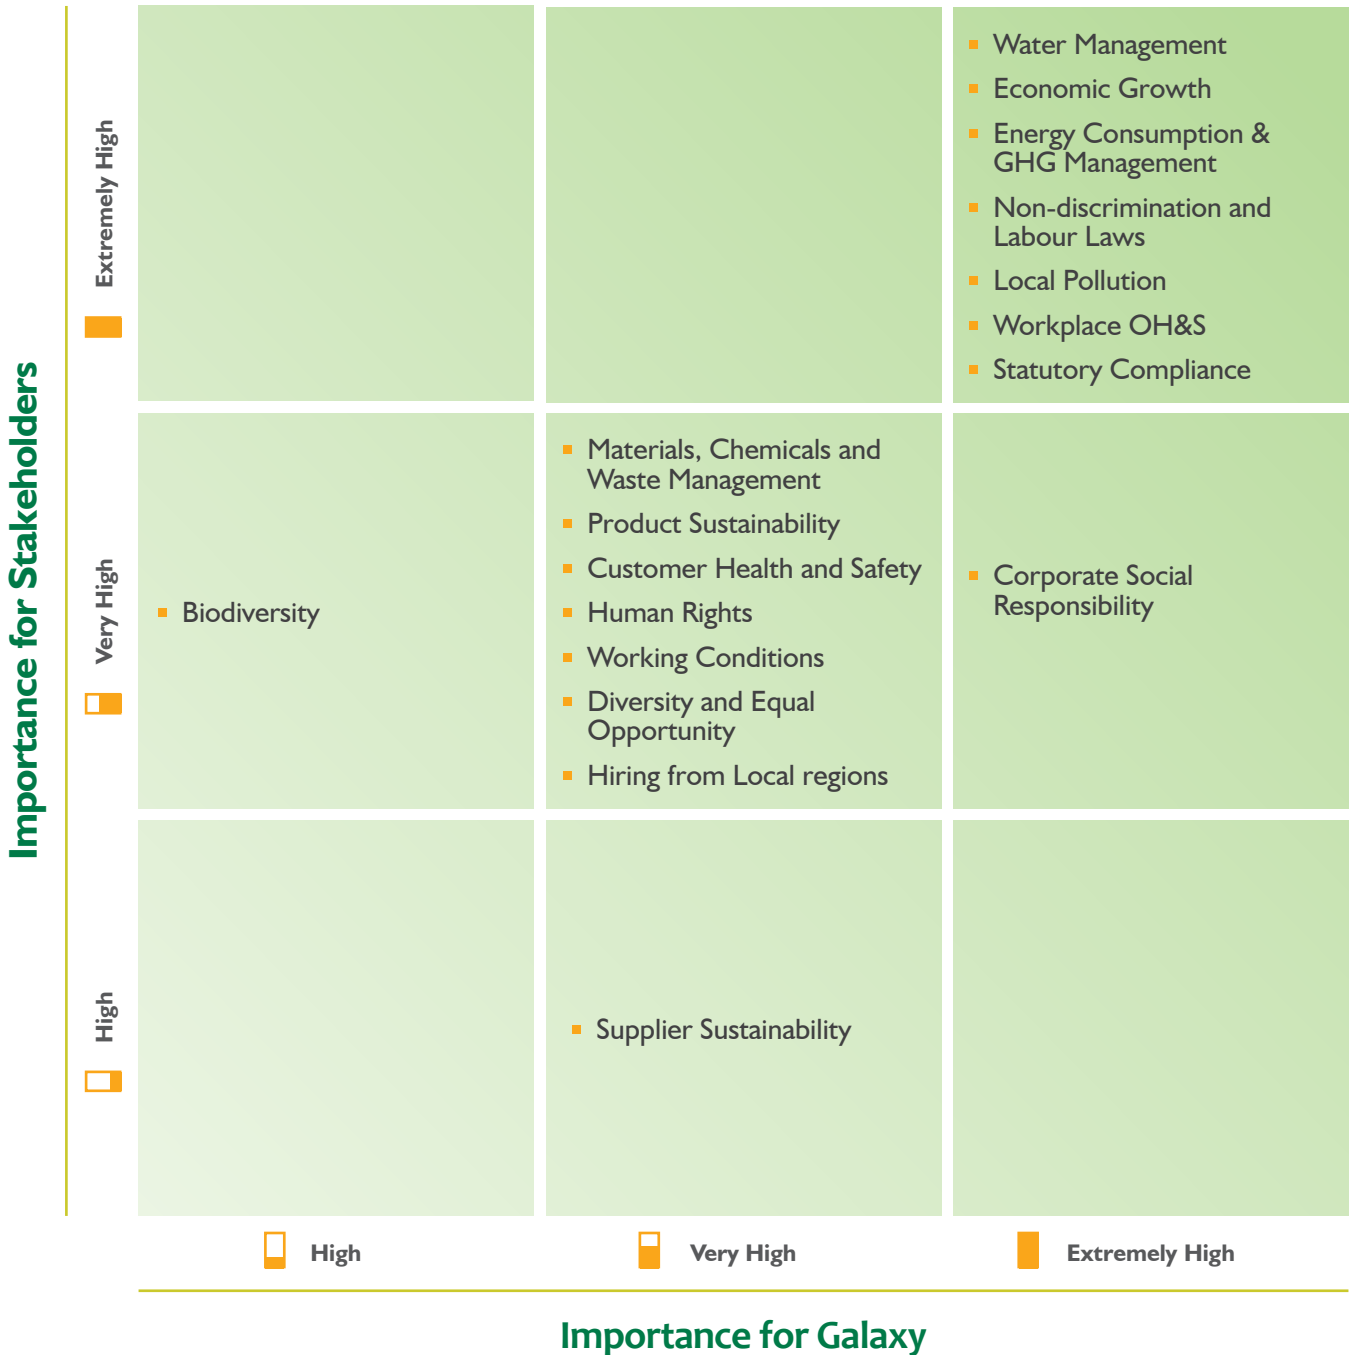 Importance for Stakeholders
Extremely High
Water Management
Economic Growth
Energy Consumption &
GHG Management
Non-discrimination and
Labour Laws
Local Pollution
Workplace OH&S
Statutory Compliance
Very High
Biodiversity
Materials, Chemicals and
Waste Management
Product Sustainability
Customer Health and Safety
Human Rights
Working Conditions
Diversity and Equal
Opportunity
Hiring from Local regions
Corporate Social
Responsibility
High
Supplier Sustainability
High
Very High
Extremely High
Importance for Galaxy